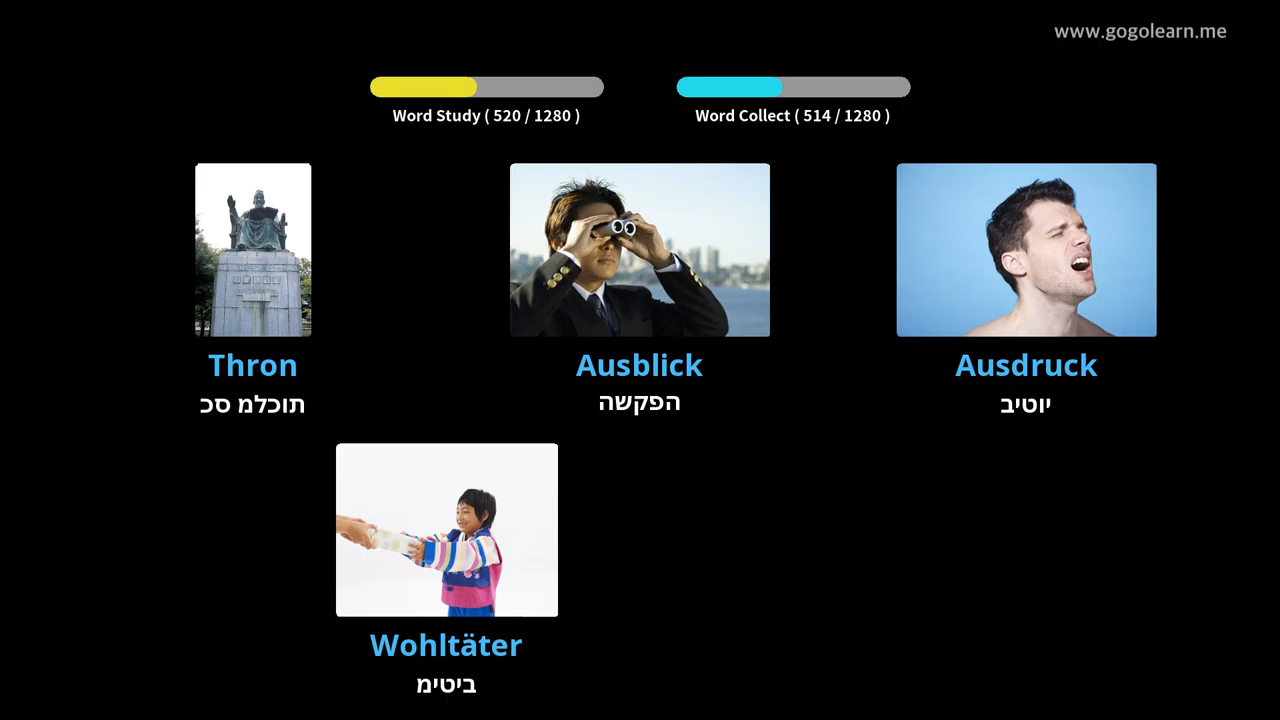 www.gogolearn.me
Word Study ( 520 / 1280 )
Word Collect ( 514 / 1280 )
Thron
תוכלמ סכ
Ausblick
הפקשה
Ausdruck
יוטיב
Wohltäter
ביטימ